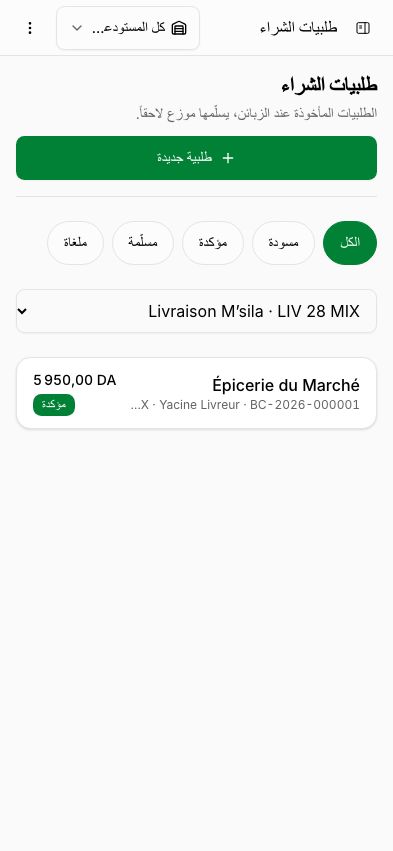 طلبيات الشراء
كل المستودعـ...
طلبيات الشراء
الطلبيات المأخوذة عند الزبائن، يسلّمها موزع لاحقاً.
طلبية جديدة
الكل
مسودة
مؤكدة
مسلّمة
ملغاة
Livraison M’sila · LIV 28 MIX
Épicerie du Marché
5 950,00 DA
...X · Yacine Livreur · BC-2026-000001
مؤكدة